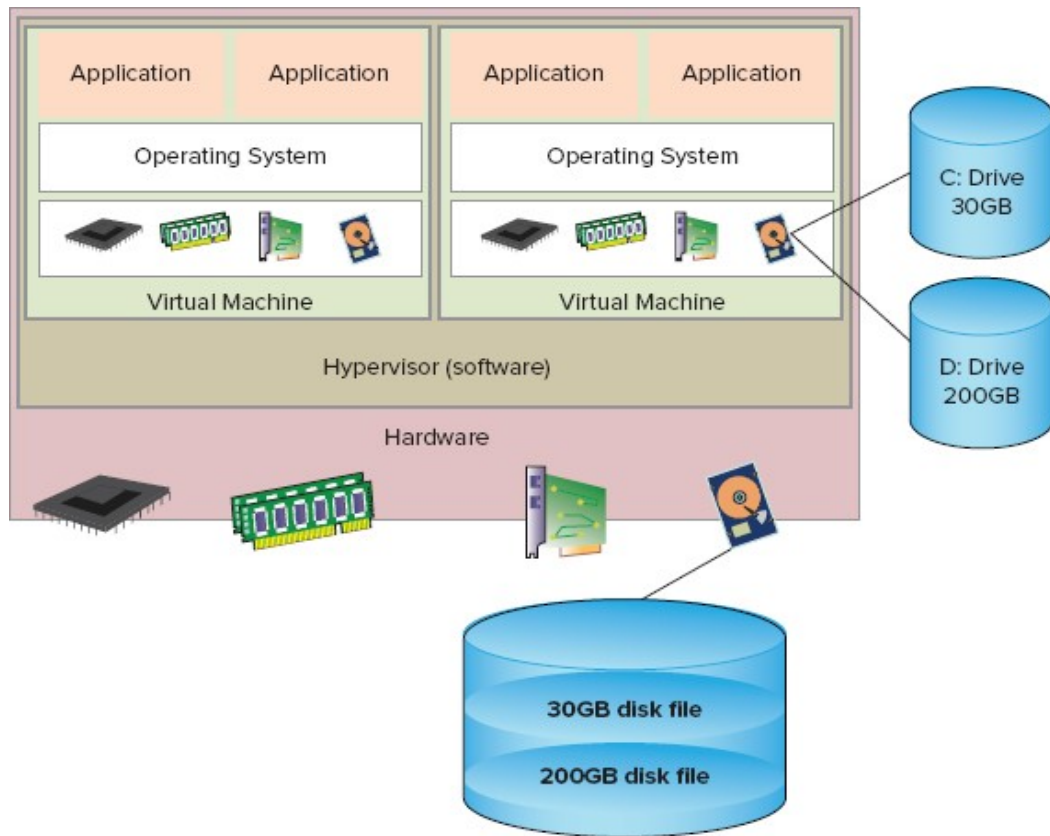 Application
Application
Application
Application
Operating System
Operating System
C: Drive
30GB
Virtual Machine
Virtual Machine
D: Drive
200GB
Hypervisor (software)
Hardware
30GB disk file
200GB disk file